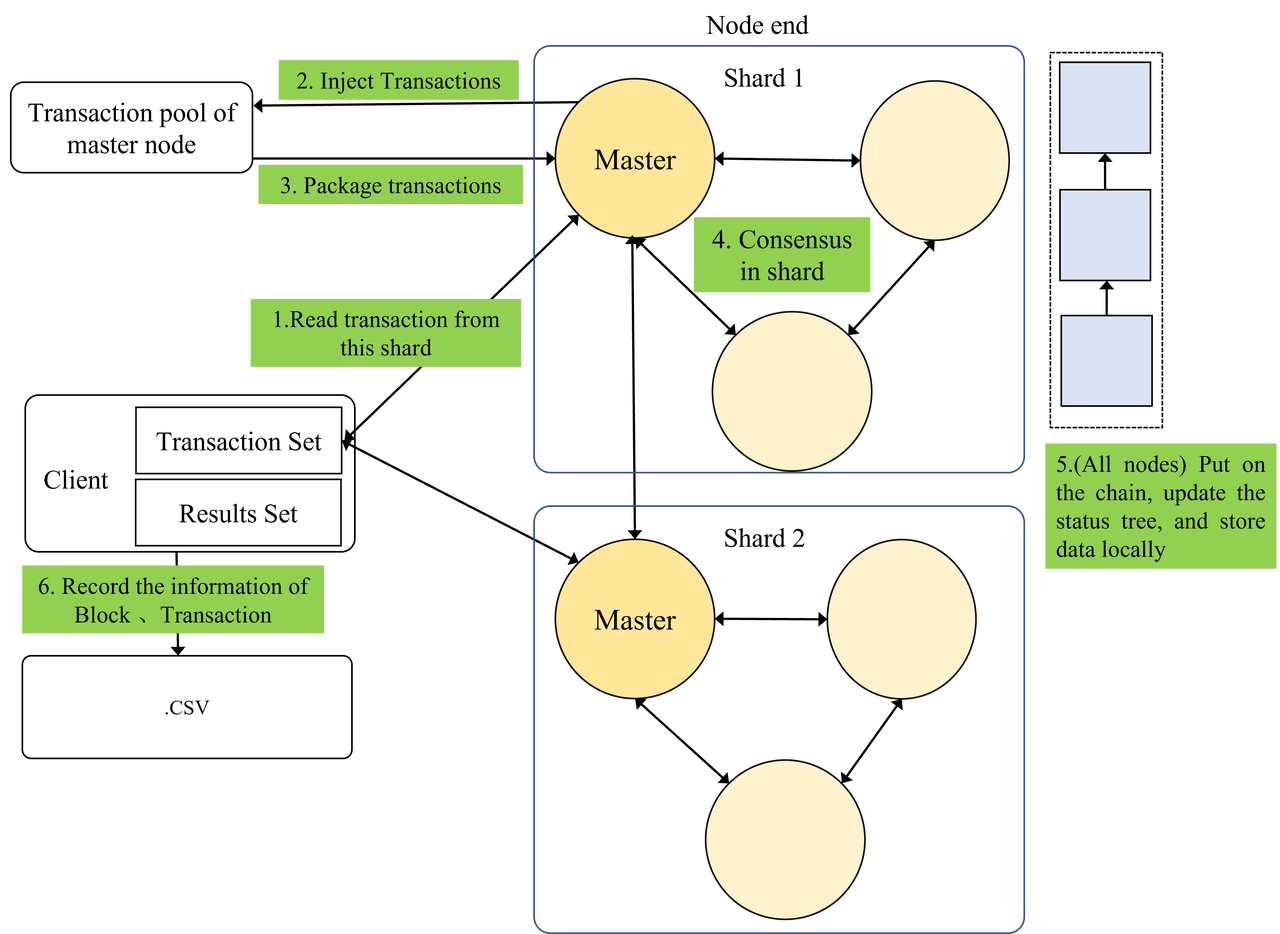 Node end
Shard 1
2. Inject Transactions
Transaction pool of
master node
Master
3. Package transactions
4. Consensus
in shard
1.Read transaction from
this shard
Client
Transaction Set
Results Set
5.(All nodes) Put on
the chain, update the
status tree, and store
data locally
Shard 2
6. Record the information of
Block 、Transaction
Master
.CSV